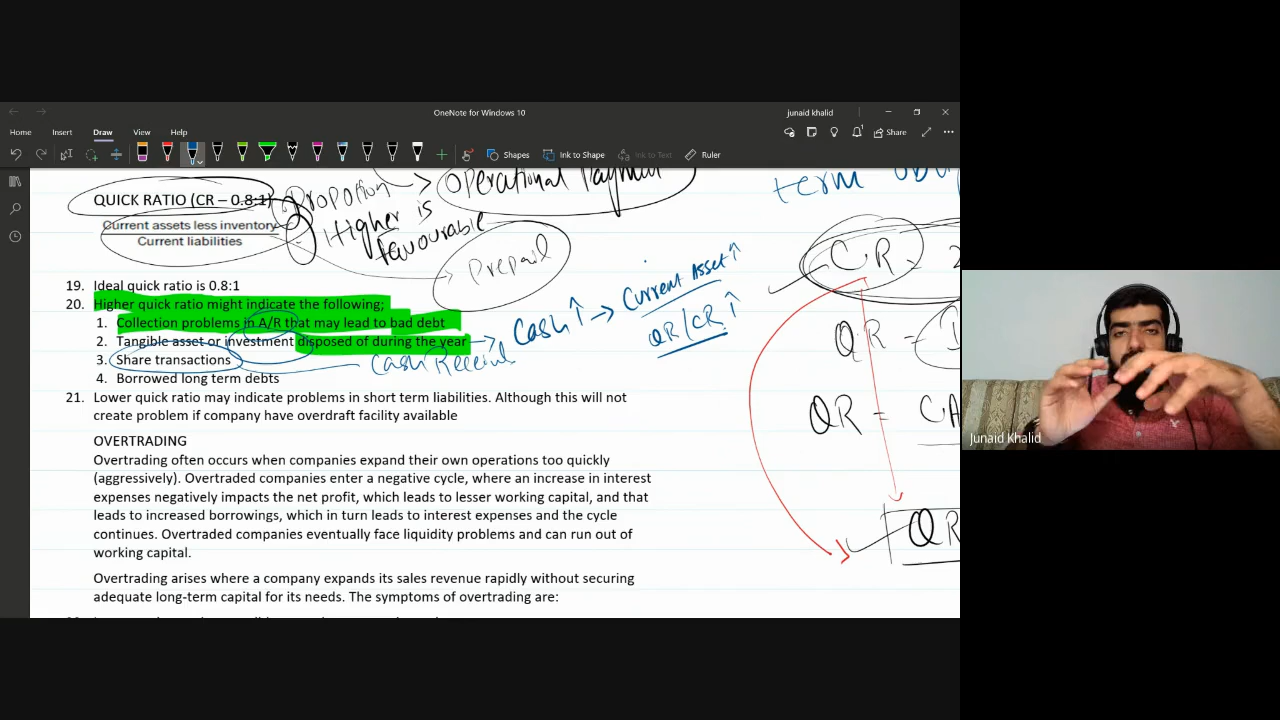 OneNote for Windows 10
junaid khalid
Home Insert Draw View Help
Share
Shapes
Ink to Shape
Ink to Text
Ruler
operational Payment
term
QUICK RATIO (CR – 0.8:1)
Current assets less inventory
Current liabilities
Propotion
Higher is
favourable
Prepaid
19. Ideal quick ratio is 0.8:1
20. Higher quick ratio might indicate the following;
1. Collection problems in A/R that may lead to bad debt
2. Tangible asset or investment disposed of during the year
3. Share transactions
4. Borrowed long term debts
Cash ↑ → Current Asset ↑
QR/CR ↑
Cash Receive
21. Lower quick ratio may indicate problems in short term liabilities. Although this will not
create problem if company have overdraft facility available
OVERTRADING
Overtrading often occurs when companies expand their own operations too quickly
(aggressively). Overtraded companies enter a negative cycle, where an increase in interest
expenses negatively impacts the net profit, which leads to lesser working capital, and that
leads to increased borrowings, which in turn leads to interest expenses and the cycle
continues. Overtraded companies eventually face liquidity problems and can run out of
working capital.
Overtrading arises where a company expands its sales revenue rapidly without securing
adequate long-term capital for its needs. The symptoms of overtrading are:
CR = 2
QR =
QR = CA
QR
Junaid Khalid